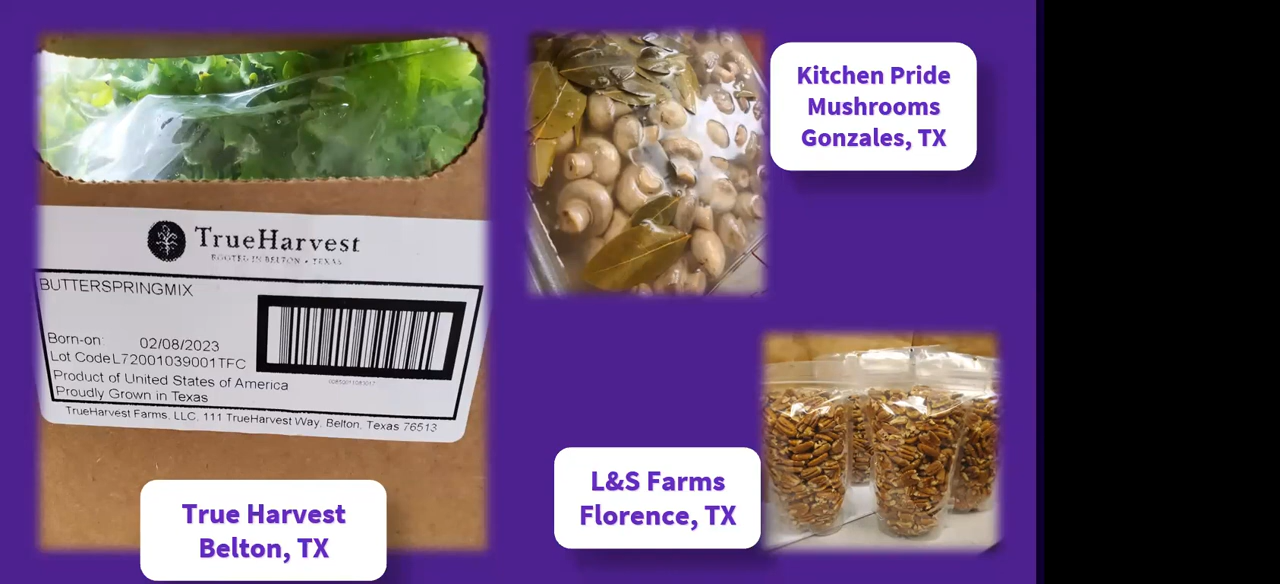 TrueHarvest
ROOTED IN BELTON • TEXAS
BUTTERSPRINGMIX
Born-on: 02/08/2023
Lot Code L72001039001TFC
Product of United States of America
Proudly Grown in Texas
TrueHarvest Farms, LLC, 111 TrueHarvest Way, Belton, Texas 76513
True Harvest
Belton, TX
Kitchen Pride
Mushrooms
Gonzales, TX
L&S Farms
Florence, TX